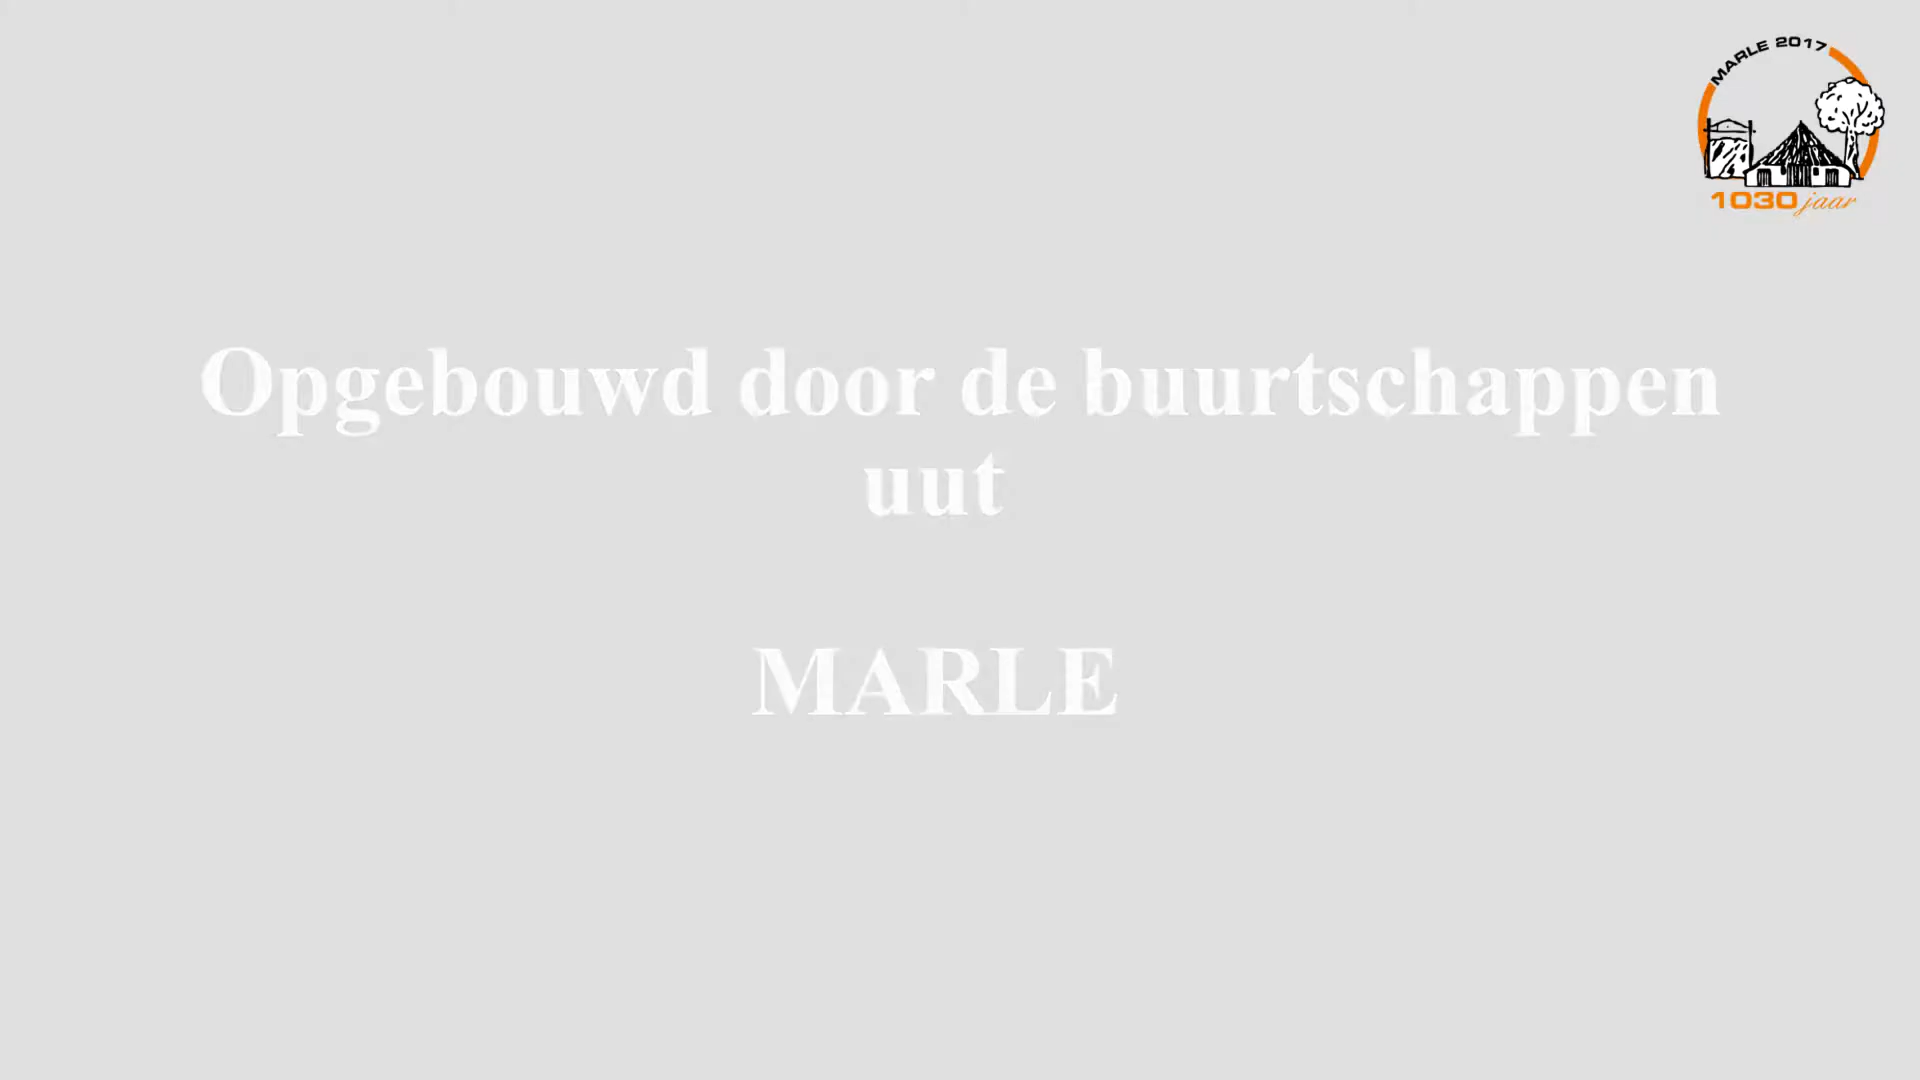 MARLE 2017
1030 jaar
Opgebouwd door de buurtschappen
uut
MARLE